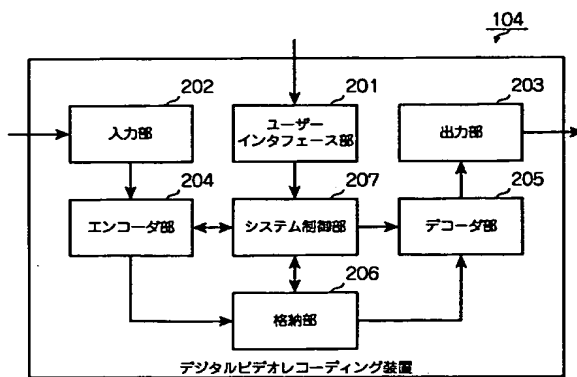 104
202
入力部
201
ユーザー
インタフェース部
203
出力部
204
エンコーダ部
207
システム制御部
205
デコーダ部
206
格納部
デジタルビデオレコーディング装置